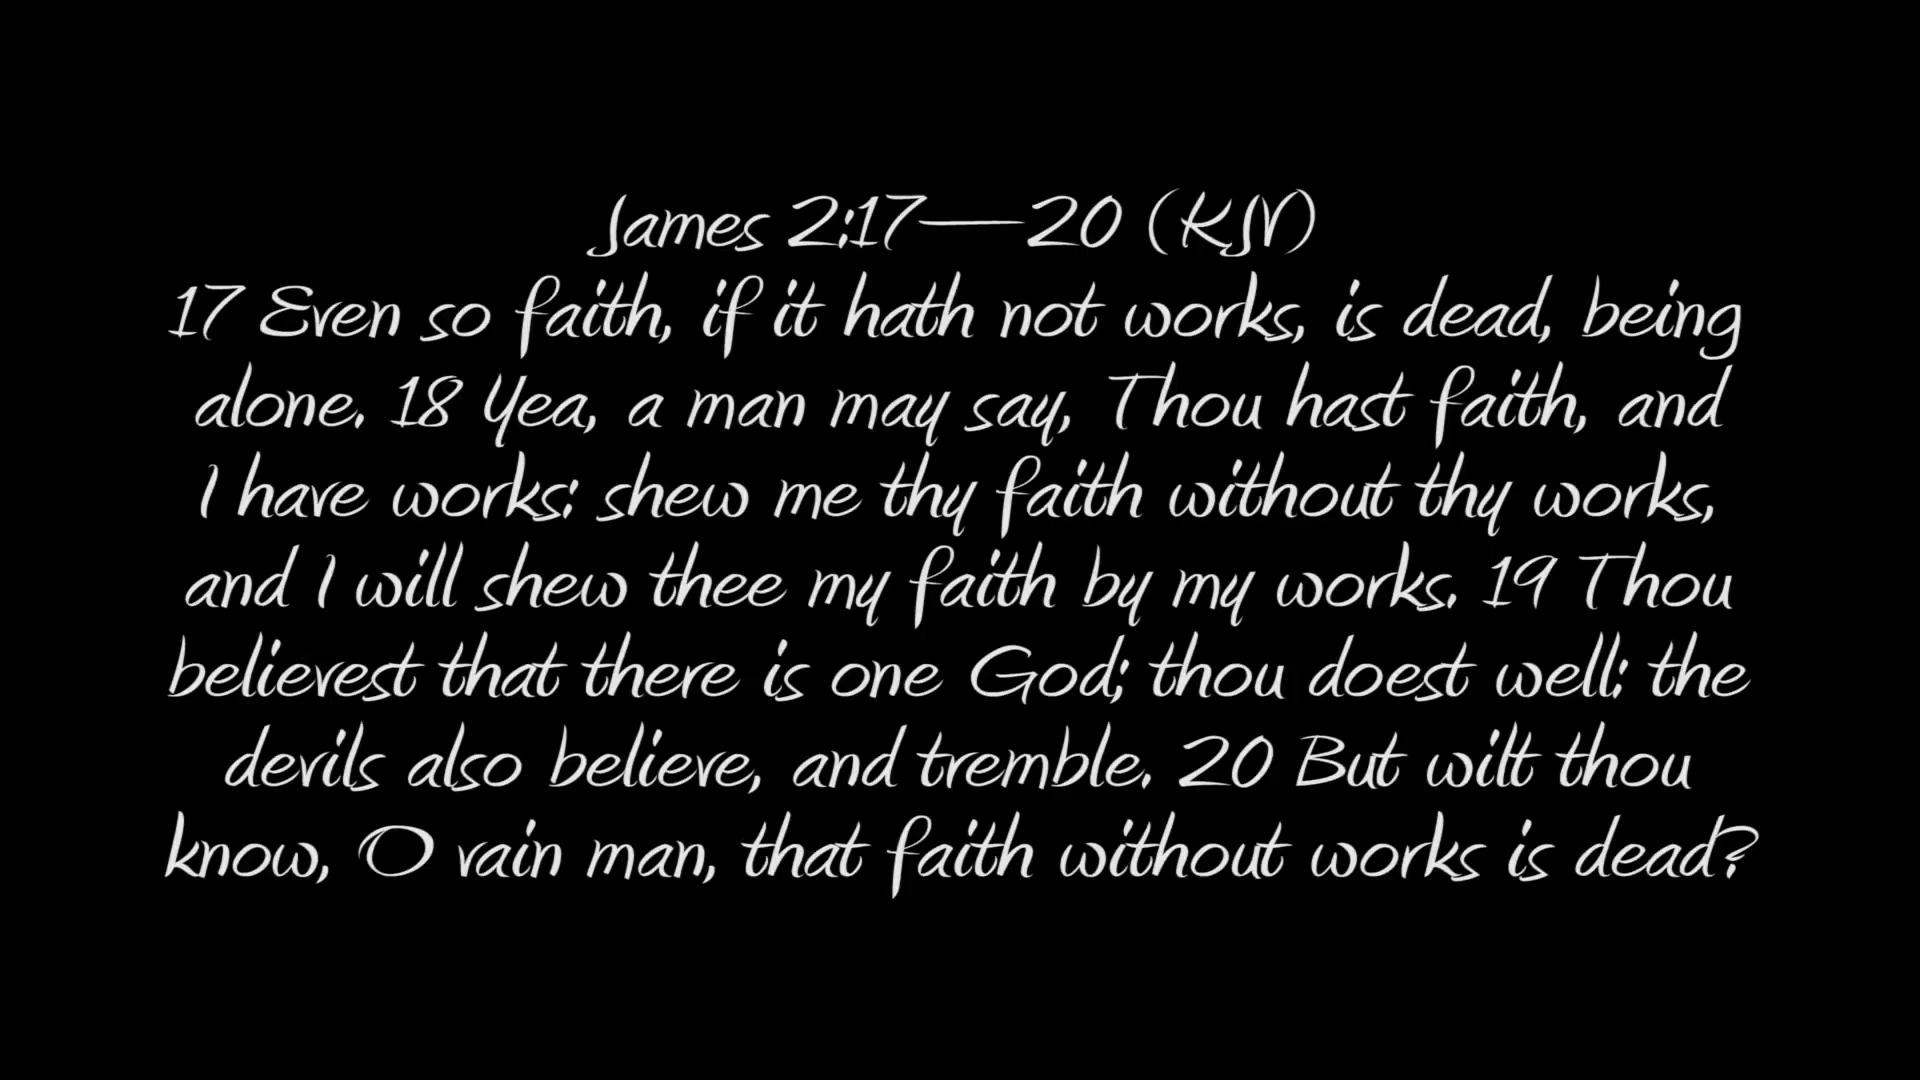 James 2:17—20 (KJV)
17 Even so faith, if it hath not works, is dead, being
alone. 18 Yea, a man may say, Thou hast faith, and
I have works: shew me thy faith without thy works,
and I will shew thee my faith by my works. 19 Thou
believest that there is one God; thou doest well: the
devils also believe, and tremble. 20 But wilt thou
know, O vain man, that faith without works is dead?